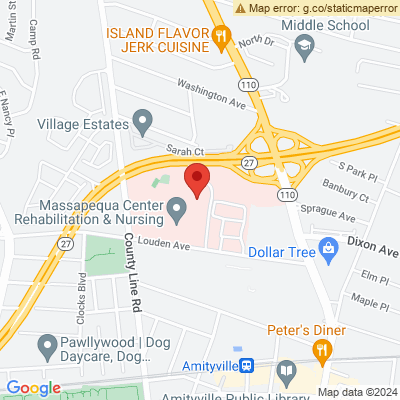 Map error: g.co/staticmaperror
Martin St
Camp Rd
E Nancy Pl
ISLAND FLAVOR
JERK CUISINE
North Dr
Middle School
Washington Ave
110
Village Estates
Sarah Ct
27
S Park Pl
Banbury Ct
110
Sprague Ave
Massapequa Center
Rehabilitation & Nursing
27
Louden Ave
County Line Rd
Clocks Blvd
Dollar Tree
Dixon Ave
Elm Pl
Maple Pl
Pawllywood | Dog
Daycare, Dog...
Peter's Diner
Amityville
Google
Amityville Public Library
Map data ©2024